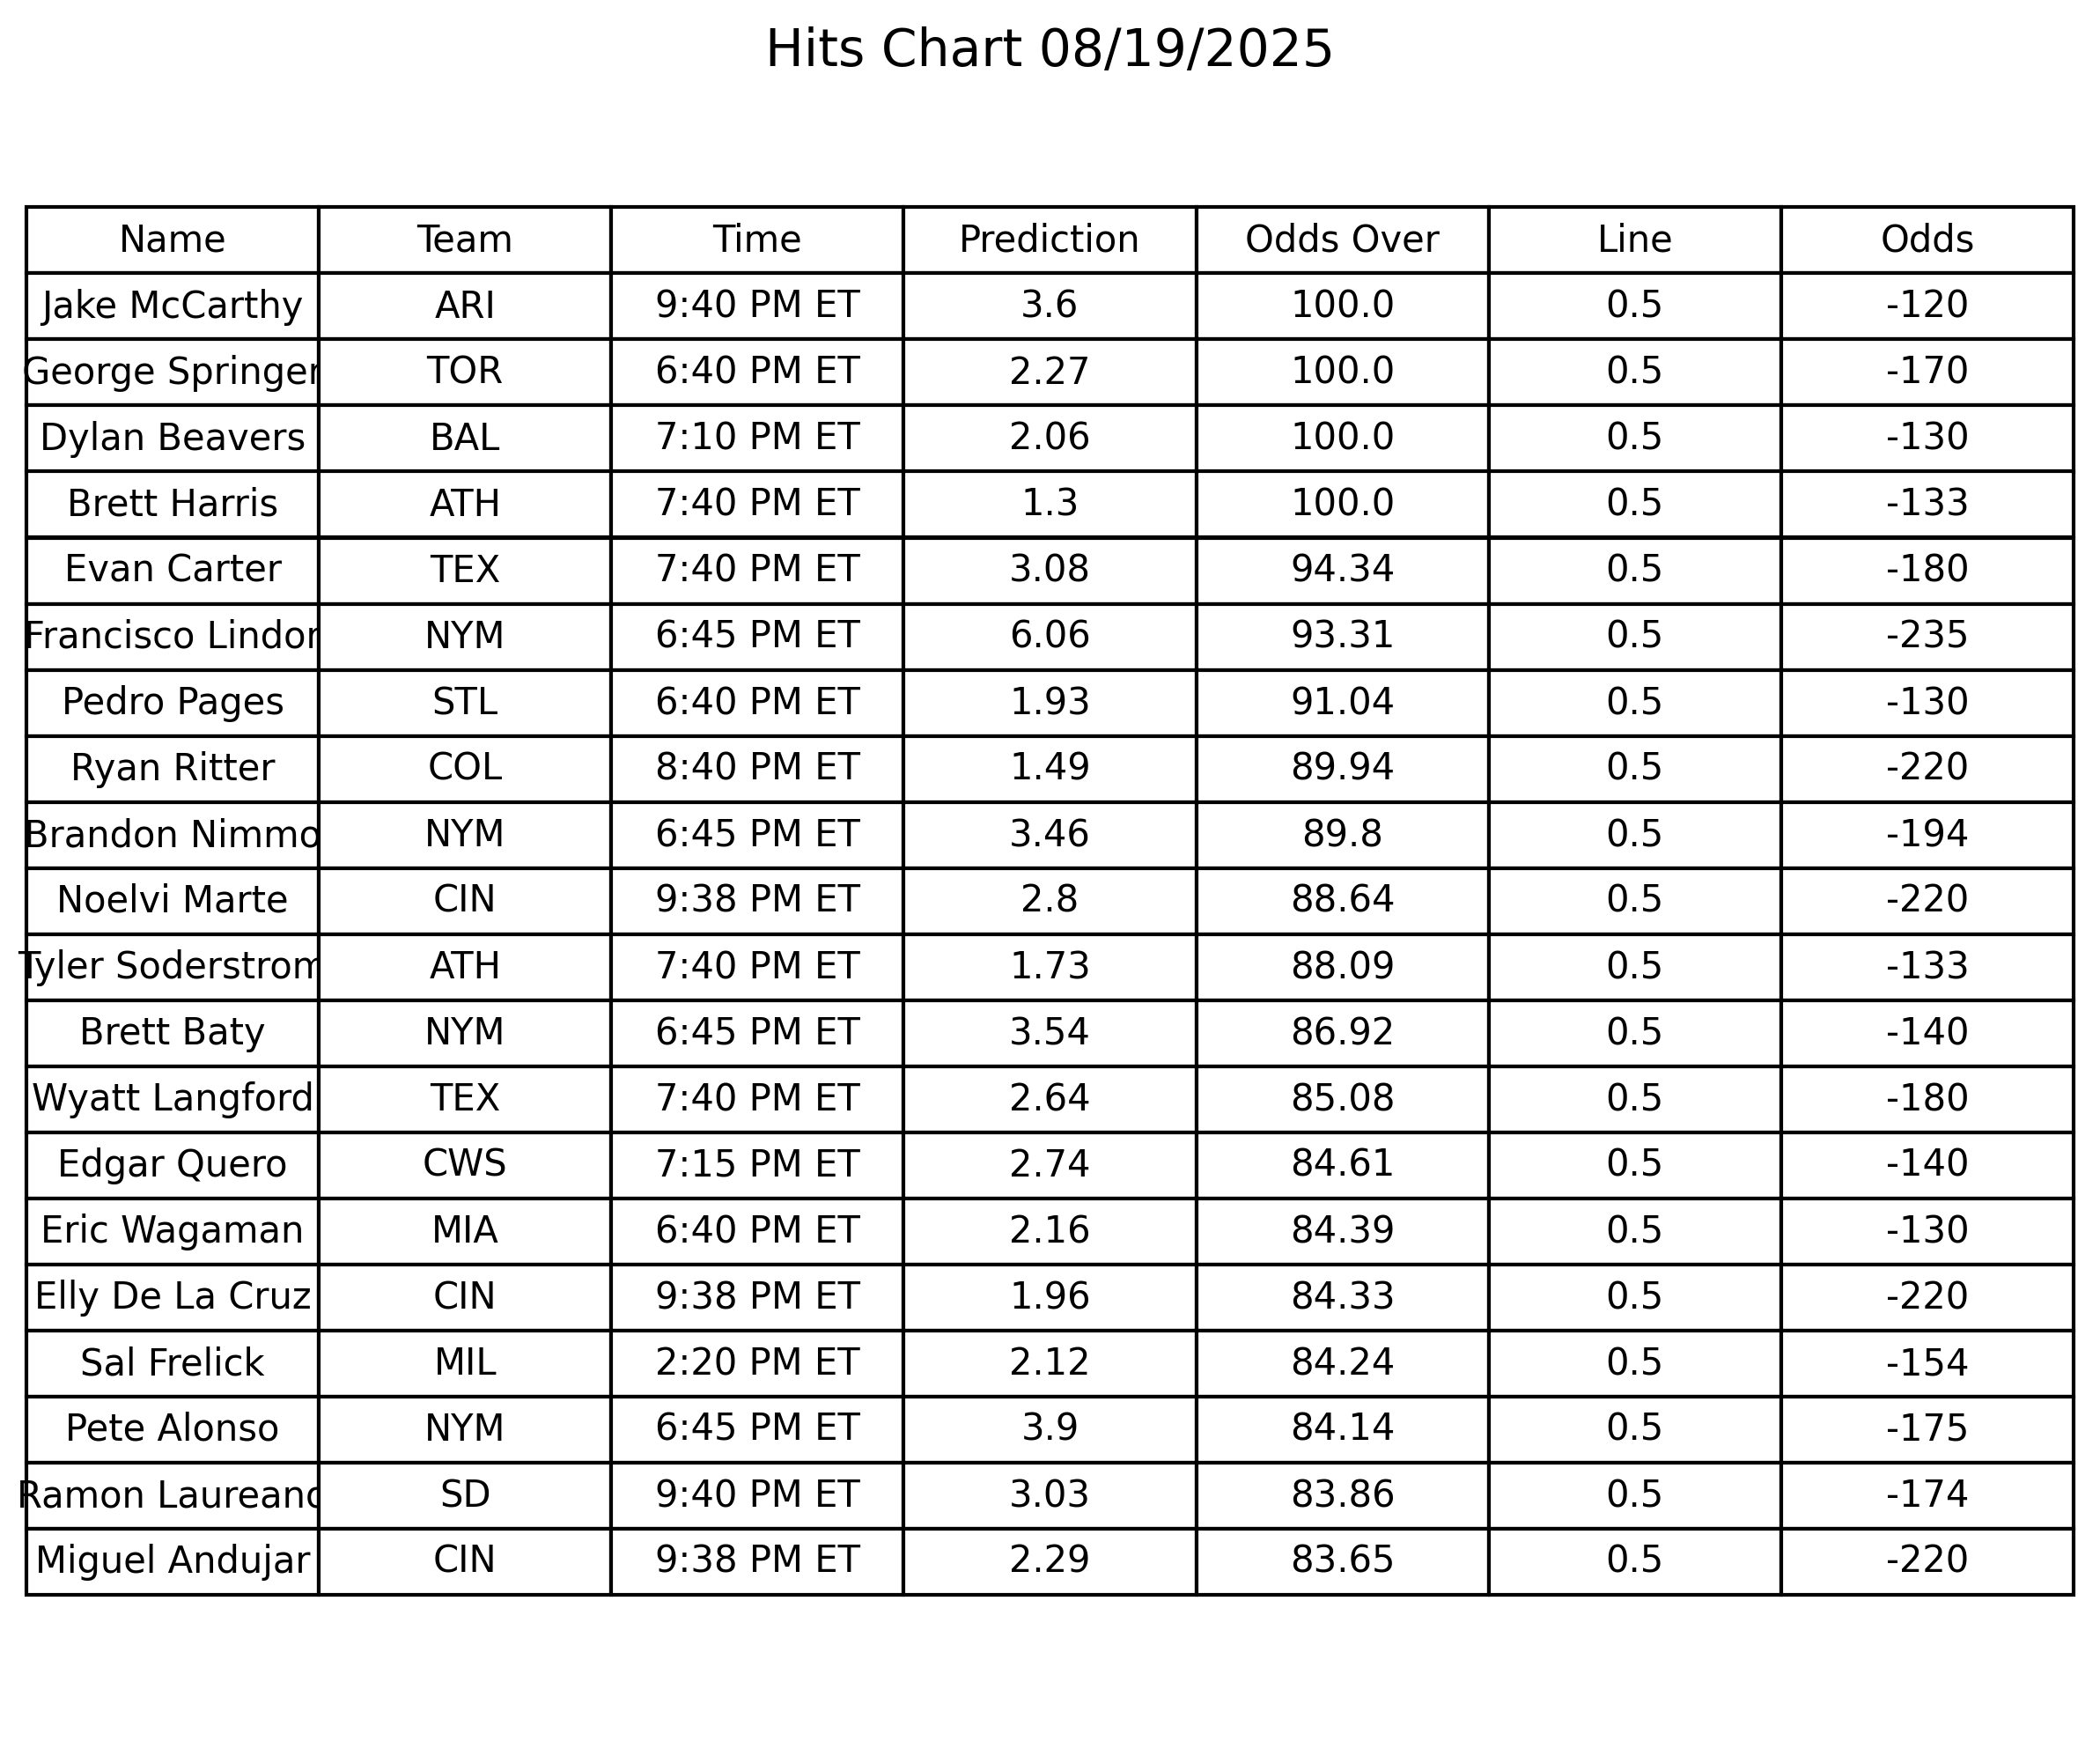 Hits Chart 08/19/2025
Name Team Time Prediction Odds Over Line Odds
Jake McCarthy ARI 9:40 PM ET 3.6 100.0 0.5 -120
George Springer TOR 6:40 PM ET 2.27 100.0 0.5 -170
Dylan Beavers BAL 7:10 PM ET 2.06 100.0 0.5 -130
Brett Harris ATH 7:40 PM ET 1.3 100.0 0.5 -133
Evan Carter TEX 7:40 PM ET 3.08 94.34 0.5 -180
Francisco Lindor NYM 6:45 PM ET 6.06 93.31 0.5 -235
Pedro Pages STL 6:40 PM ET 1.93 91.04 0.5 -130
Ryan Ritter COL 8:40 PM ET 1.49 89.94 0.5 -220
Brandon Nimmo NYM 6:45 PM ET 3.46 89.8 0.5 -194
Noelvi Marte CIN 9:38 PM ET 2.8 88.64 0.5 -220
Tyler Soderstrom ATH 7:40 PM ET 1.73 88.09 0.5 -133
Brett Baty NYM 6:45 PM ET 3.54 86.92 0.5 -140
Wyatt Langford TEX 7:40 PM ET 2.64 85.08 0.5 -180
Edgar Quero CWS 7:15 PM ET 2.74 84.61 0.5 -140
Eric Wagaman MIA 6:40 PM ET 2.16 84.39 0.5 -130
Elly De La Cruz CIN 9:38 PM ET 1.96 84.33 0.5 -220
Sal Frelick MIL 2:20 PM ET 2.12 84.24 0.5 -154
Pete Alonso NYM 6:45 PM ET 3.9 84.14 0.5 -175
Ramon Laureano SD 9:40 PM ET 3.03 83.86 0.5 -174
Miguel Andujar CIN 9:38 PM ET 2.29 83.65 0.5 -220